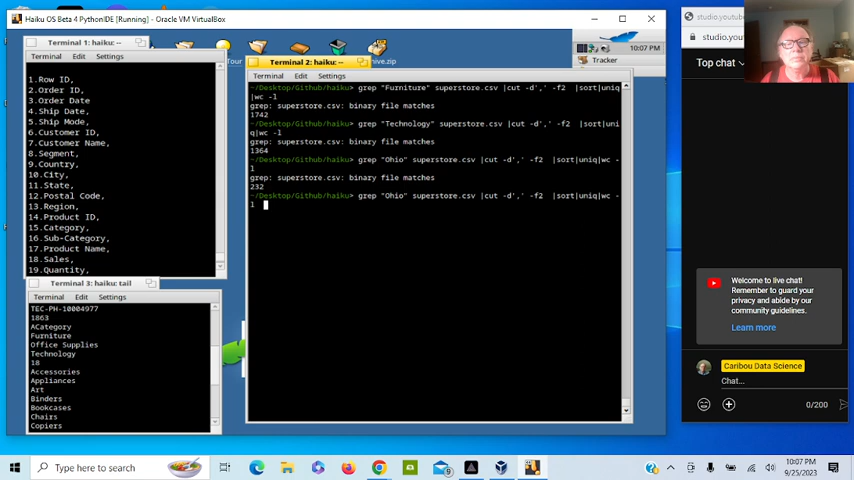 Haiku OS Beta 4 PythonIDE [Running] - Oracle VM VirtualBox
Terminal 1: haiku: --
Edit
Settings
Terminal
1.Row ID,
2.Order ID,
3.Order Date
4.Ship Date,
5.Ship Mode,
6.Customer ID,
7.Customer Name,
8.Segment,
9.Country,
10.City,
11.State,
12.Postal Code,
13.Region,
14.Product ID,
15.Category,
16.Sub-Category,
17.Product Name,
18.Sales,
19.Quantity,
Terminal 3: haiku: tail
Terminal Edit Settings
TEC-PH-10004977
1863
ACategory
Furniture
Office Supplies
Technology
18
Accessories
Appliances
Art
Binders
Bookcases
Chairs
Copiers
Tour
hive.zip
10:07 PM
Tracker
Terminal 2: haiku: --
Terminal Edit Settings
~/Desktop/Github/haiku> grep "Furniture" superstore.csv |cut -d',' -f2 |sort|uniq
|wc -l
grep: superstore.csv: binary file matches
1742
~/Desktop/Github/haiku> grep "Technology" superstore.csv |cut -d',' -f2 |sort|uni
q|wc -l
grep: superstore.csv: binary file matches
1364
~/Desktop/Github/haiku> grep "Ohio" superstore.csv |cut -d',' -f2 |sort|uniq|wc -
l
grep: superstore.csv: binary file matches
232
~/Desktop/Github/haiku> grep "Ohio" superstore.csv |cut -d',' -f2 |sort|uniq|wc -
l
studio.youtube
studio.you
Top chat
Welcome to live chat!
Remember to guard your
privacy and abide by our
community guidelines.
Learn more
Caribou Data Science
Chat...
0/200
Type here to search
9
10:07 PM
9/25/2023